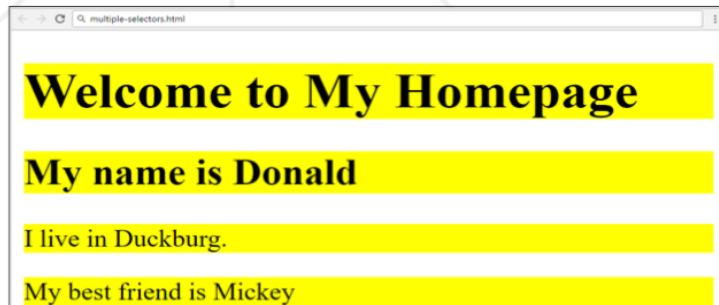 multiple-selectors.html
Welcome to My Homepage
My name is Donald
I live in Duckburg.
My best friend is Mickey